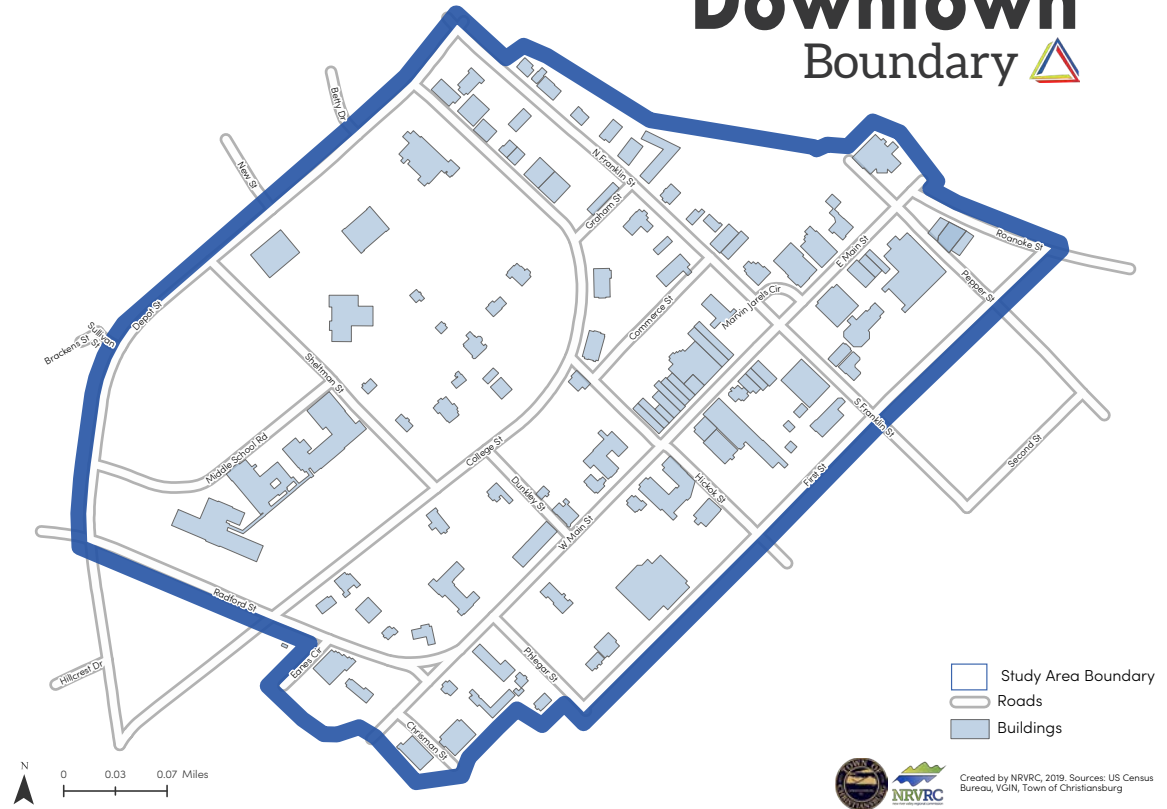 Downtown
Boundary
Betty Dr
New St
N Franklin St
Graham St
E Main St
Roanoke St
Pepper St
Marvin Jarels Cir
Commerce St
Depot St
Sullivan
St
Brackens St
Sheltman St
S Franklin St
Middle School Rd
College St
Second St
First St
Dunkley St
Hickok St
W Main St
Radford St
Eanes Cir
Phlegar St
Hillcrest Dr
Chrisman St
Study Area Boundary
Roads
Buildings
N
0 0.03 0.07 Miles
TOWN OF
NRVRC
Created by NRVRC, 2019. Sources: US Census
Bureau, VGIN, Town of Christiansburg